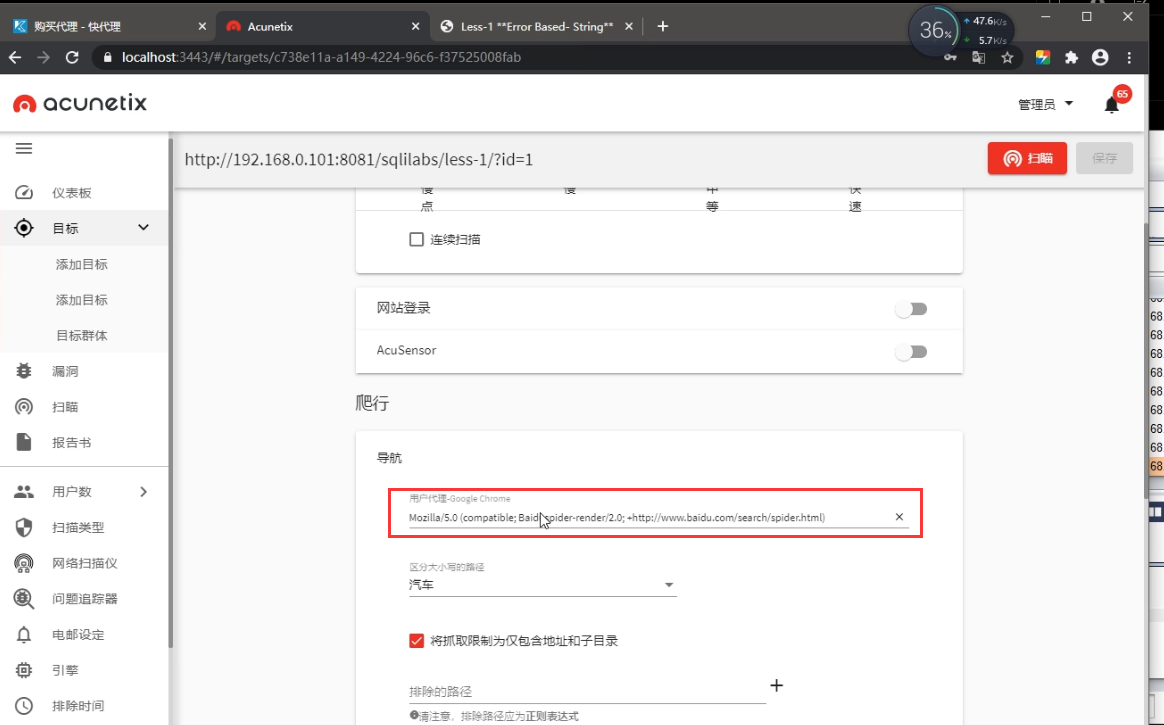 购买代理 - 快代理
Acunetix
Less-1 **Error Based- String**
36%
47.6K/s
5.7K/s
localhost:3443/#/targets/c738e11a-a149-4224-96c6-f37525008fab
acunetix
管理员
65
http://192.168.0.101:8081/sqlilabs/less-1/?id=1
扫瞄
保存
仪表板
目标
添加目标
添加目标
目标群体
漏洞
扫瞄
报告书
用户数
扫描类型
网络扫描仪
问题追踪器
电邮设定
引擎
排除时间
慢 慢 中 快
点 等 速
连续扫描
网站登录
AcuSensor
爬行
导航
用户代理-Google Chrome
Mozilla/5.0 (compatible; Baiduspider-render/2.0; +http://www.baidu.com/search/spider.html)
区分大小写的路径
汽车
将抓取限制为仅包含地址和子目录
排除的路径
请注意，排除路径应为正则表达式
68
68
68
68
68
68
68
68
68